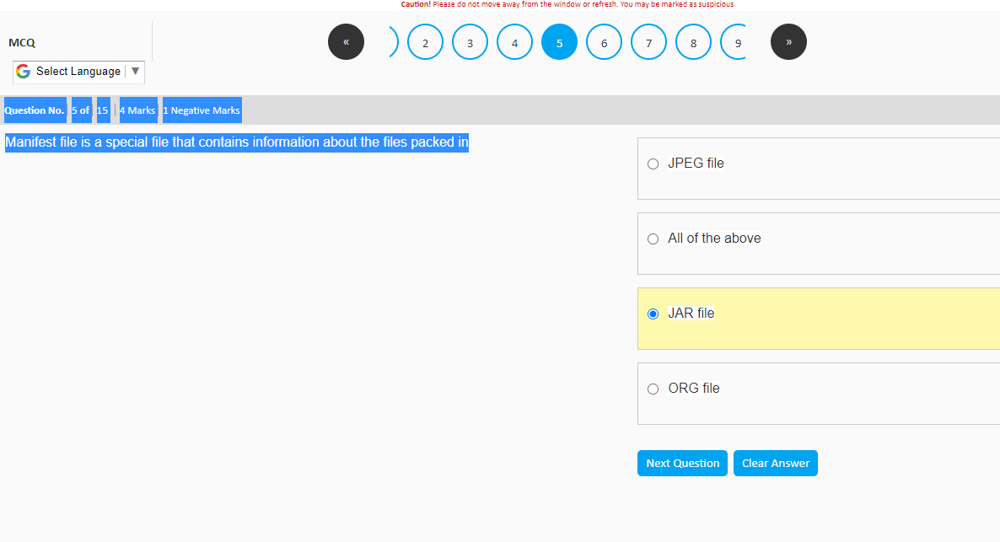 Caution! Please do not move away from the window or refresh. You may be marked as suspicious
MCQ
« 2 3 4 5 6 7 8 9 »
Select Language ▼
Question No. 5 of 15 4 Marks 1 Negative Marks
Manifest file is a special file that contains information about the files packed in
JPEG file
All of the above
JAR file
ORG file
Next Question Clear Answer